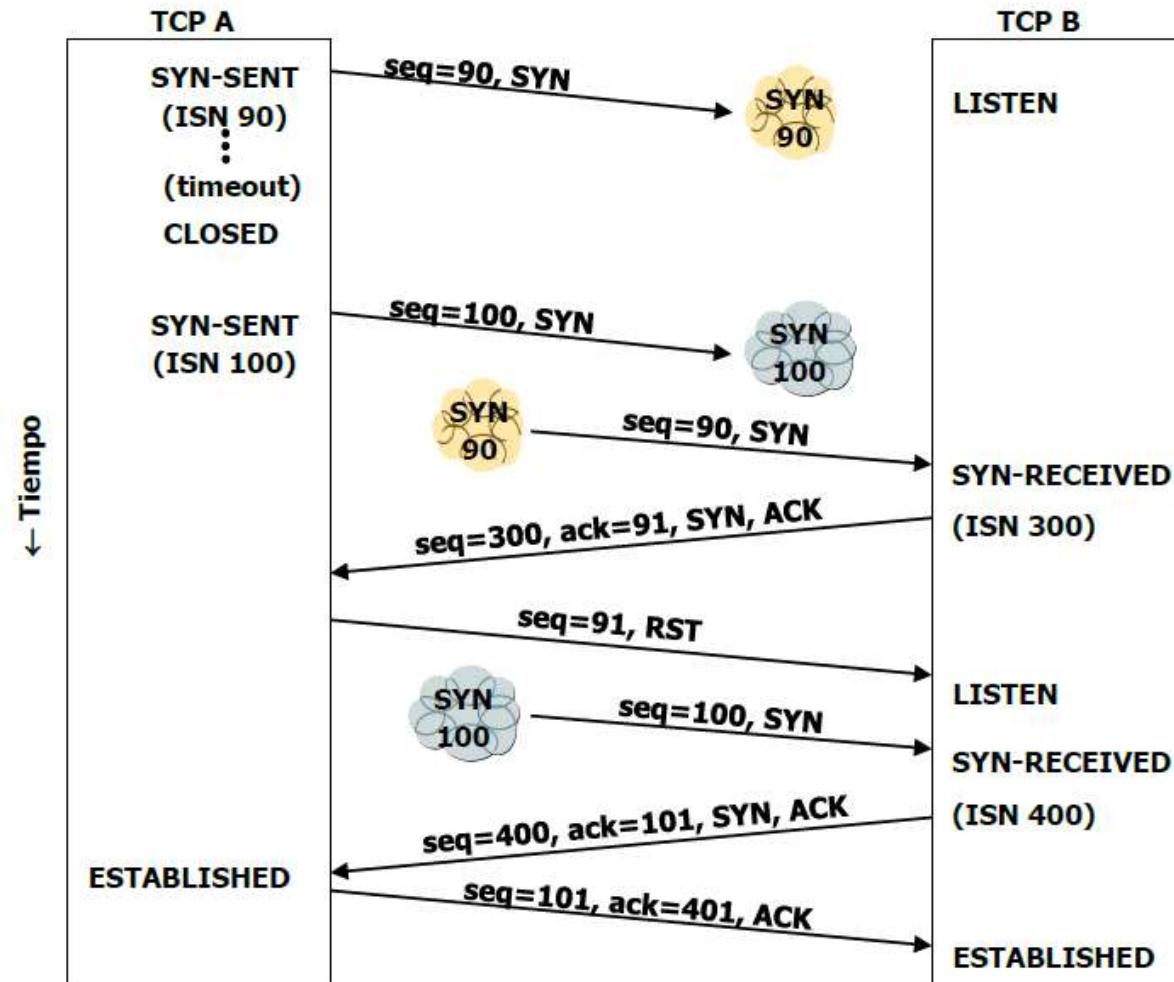 TCP A
TCP B
seq=90, SYN
SYN-SENT
(ISN 90)
SYN
90
LISTEN
(timeout)
CLOSED
seq=100, SYN
SYN-SENT
(ISN 100)
SYN
100
SYN
90
seq=90, SYN
← Tiempo
SYN-RECEIVED
(ISN 300)
seq=300, ack=91, SYN, ACK
seq=91, RST
LISTEN
SYN
100
seq=100, SYN
SYN-RECEIVED
(ISN 400)
seq=400, ack=101, SYN, ACK
ESTABLISHED
seq=101, ack=401, ACK
ESTABLISHED